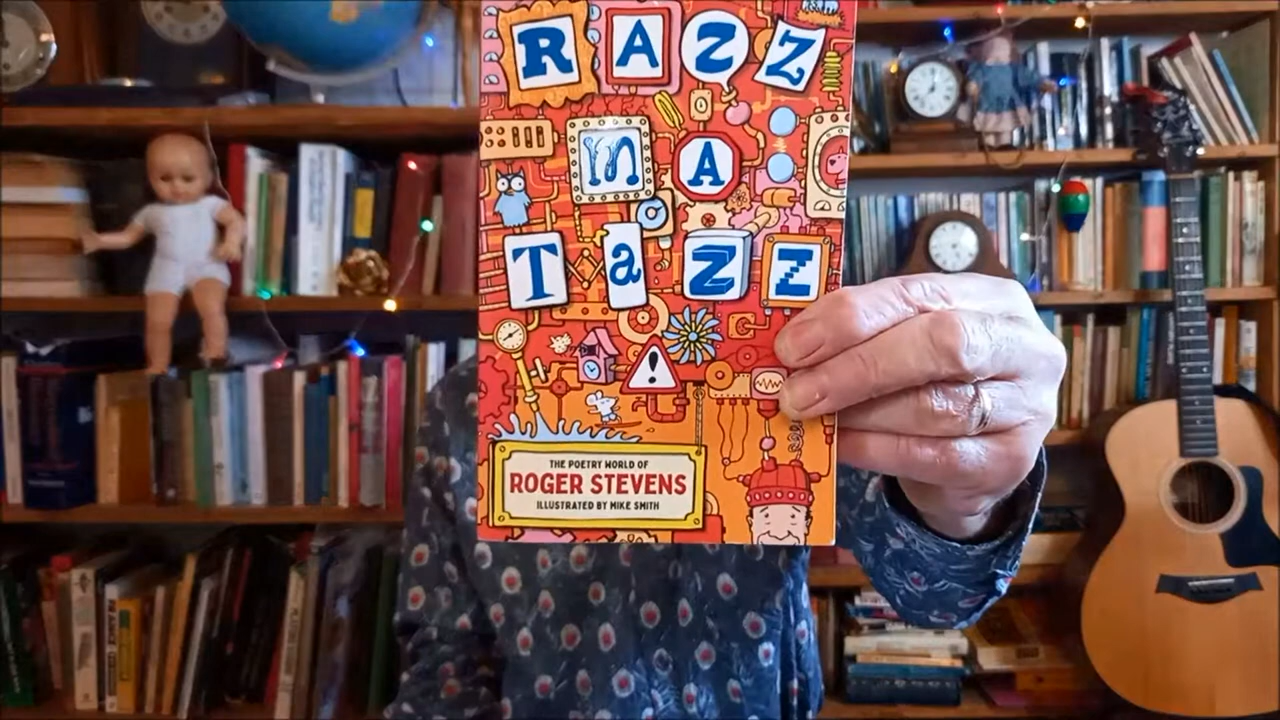 RAZZ
mA
TaZZ
!
THE POETRY WORLD OF
ROGER STEVENS
ILLUSTRATED BY MIKE SMITH